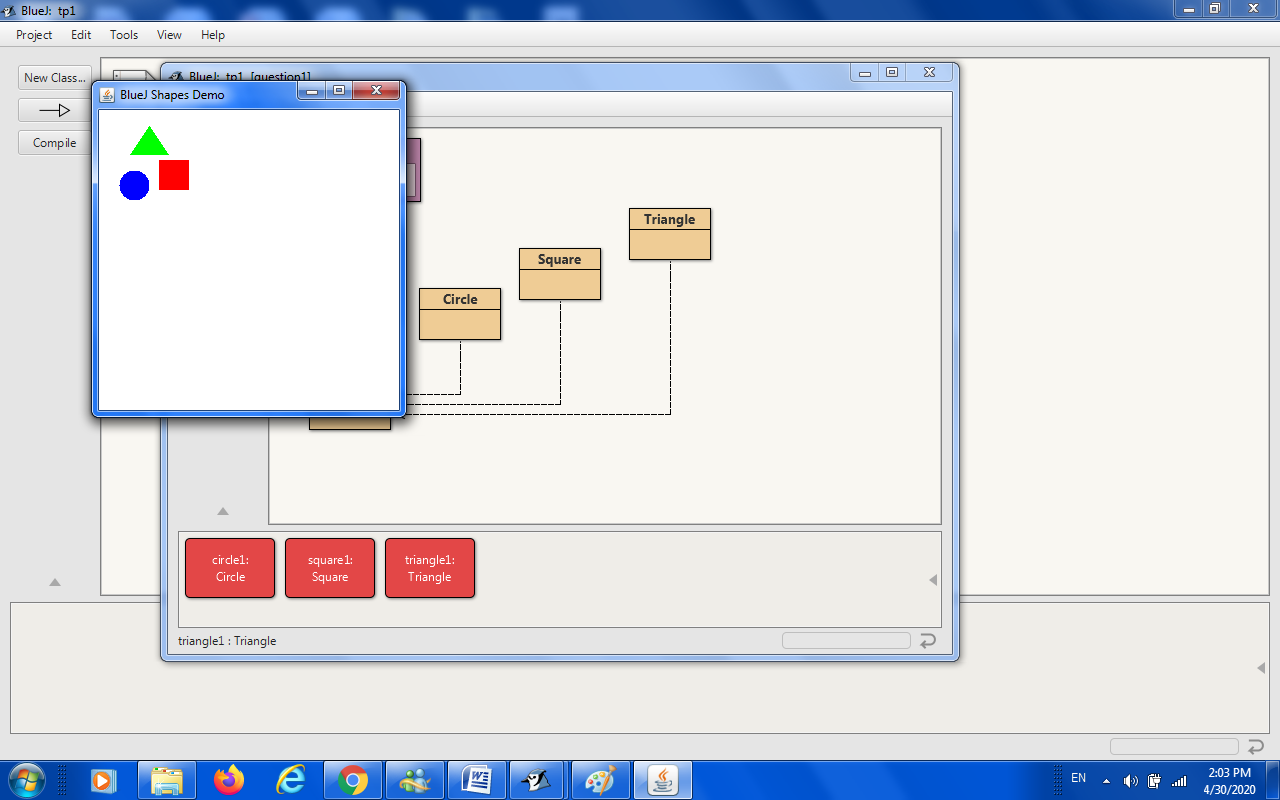 BlueJ: tp1
Project Edit Tools View Help
New Class...
Compile
BlueJ: tp1 [question1]
BlueJ Shapes Demo
Triangle
Square
Circle
circle1:
Circle
square1:
Square
triangle1:
Triangle
triangle1 : Triangle
EN
2:03 PM
4/30/2020